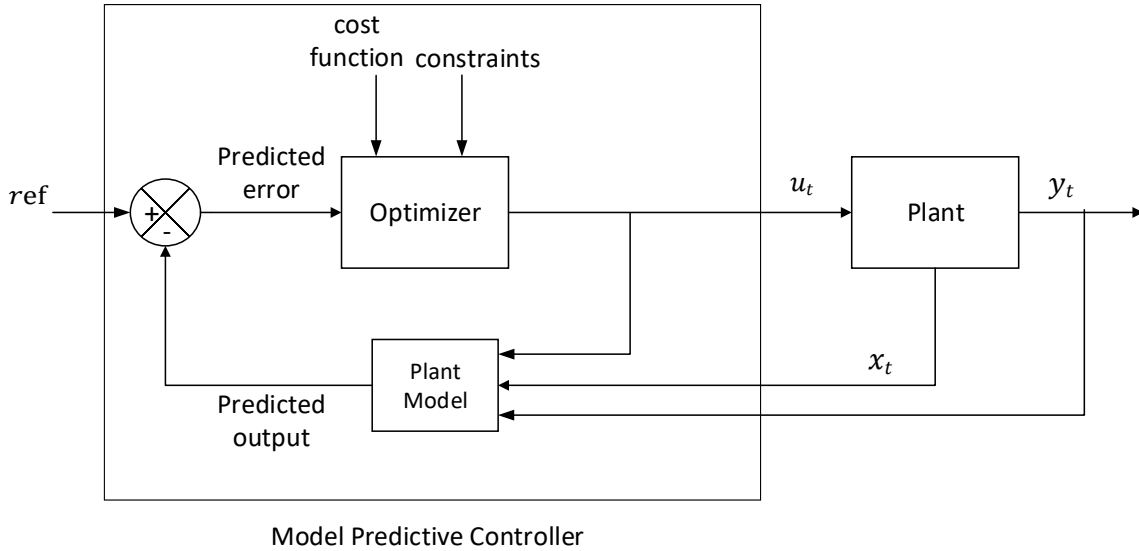 cost
function constraints
Predicted
error
ref
+
-
Optimizer
u_t
Plant
y_t
Plant
Model
x_t
Predicted
output
Model Predictive Controller